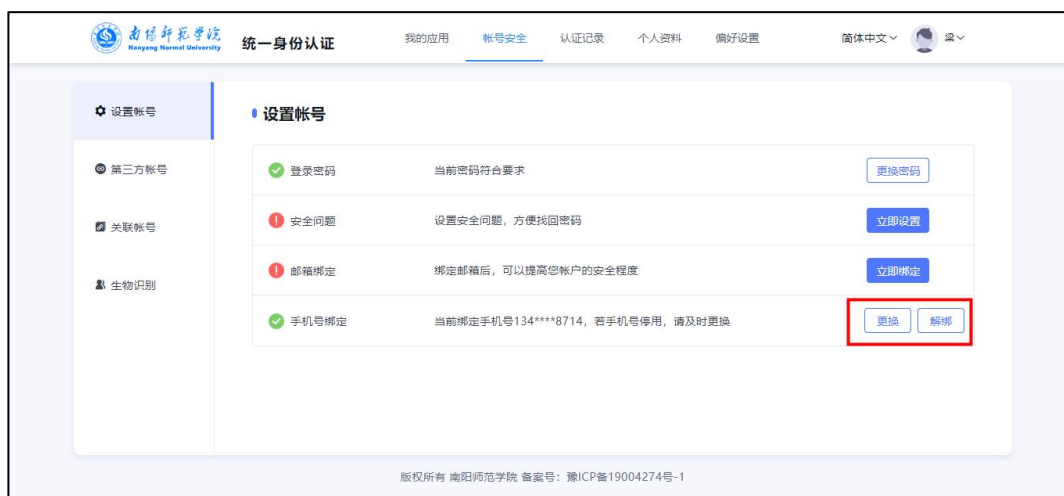 南陽师范学院
Nanyang Normal University
统一身份认证
我的应用 帐号安全 认证记录 个人资料 偏好设置
简体中文 梁
设置帐号
第三方帐号
关联帐号
生物识别
设置帐号
登录密码 当前密码符合要求 更换密码
安全问题 设置安全问题，方便找回密码 立即设置
邮箱绑定 绑定邮箱后，可以提高您帐户的安全程度 立即绑定
手机号绑定 当前绑定手机号134****8714，若手机号停用，请及时更换 更换 解绑
版权所有 南阳师范学院 备案号：豫ICP备19004274号-1